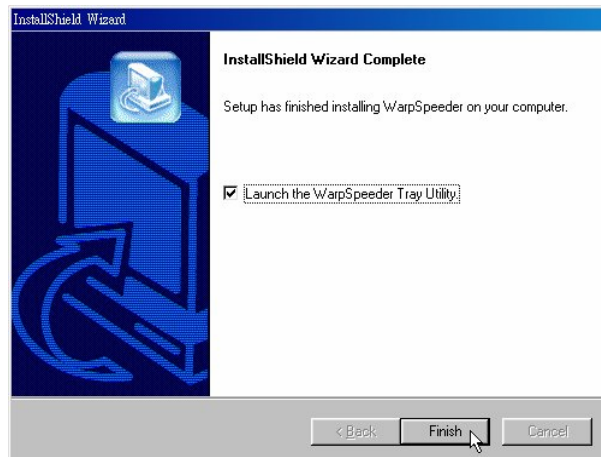 InstallShield Wizard
InstallShield Wizard Complete
Setup has finished installing WarpSpeeder on your computer.
Launch the WarpSpeeder Tray Utility.
< Back
Finish
Cancel